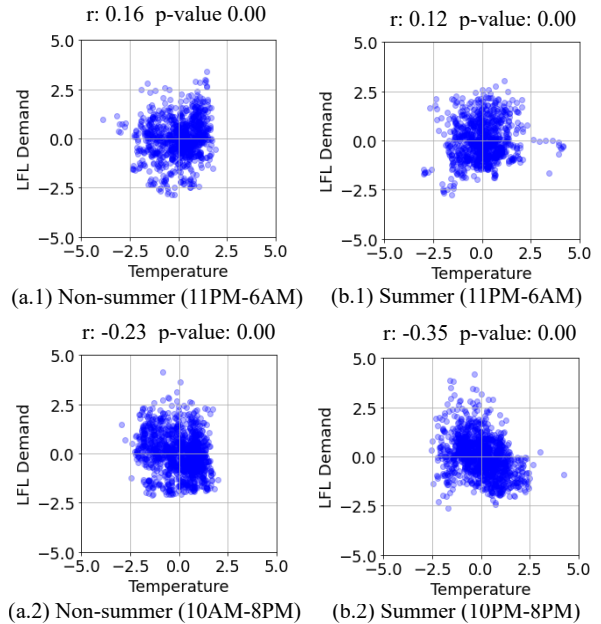 r: 0.16 p-value 0.00
r: 0.12 p-value: 0.00
5.0
2.5
0.0
−2.5
−5.0
LFL Demand
−5.0 −2.5 0.0 2.5 5.0
Temperature
5.0
2.5
0.0
−2.5
−5.0
LFL Demand
−5.0 −2.5 0.0 2.5 5.0
Temperature
(a.1) Non-summer (11PM-6AM)
(b.1) Summer (11PM-6AM)
r: -0.23 p-value: 0.00
r: -0.35 p-value: 0.00
5.0
2.5
0.0
−2.5
−5.0
LFL Demand
−5.0 −2.5 0.0 2.5 5.0
Temperature
5.0
2.5
0.0
−2.5
−5.0
LFL Demand
−5.0 −2.5 0.0 2.5 5.0
Temperature
(a.2) Non-summer (10AM-8PM)
(b.2) Summer (10PM-8PM)